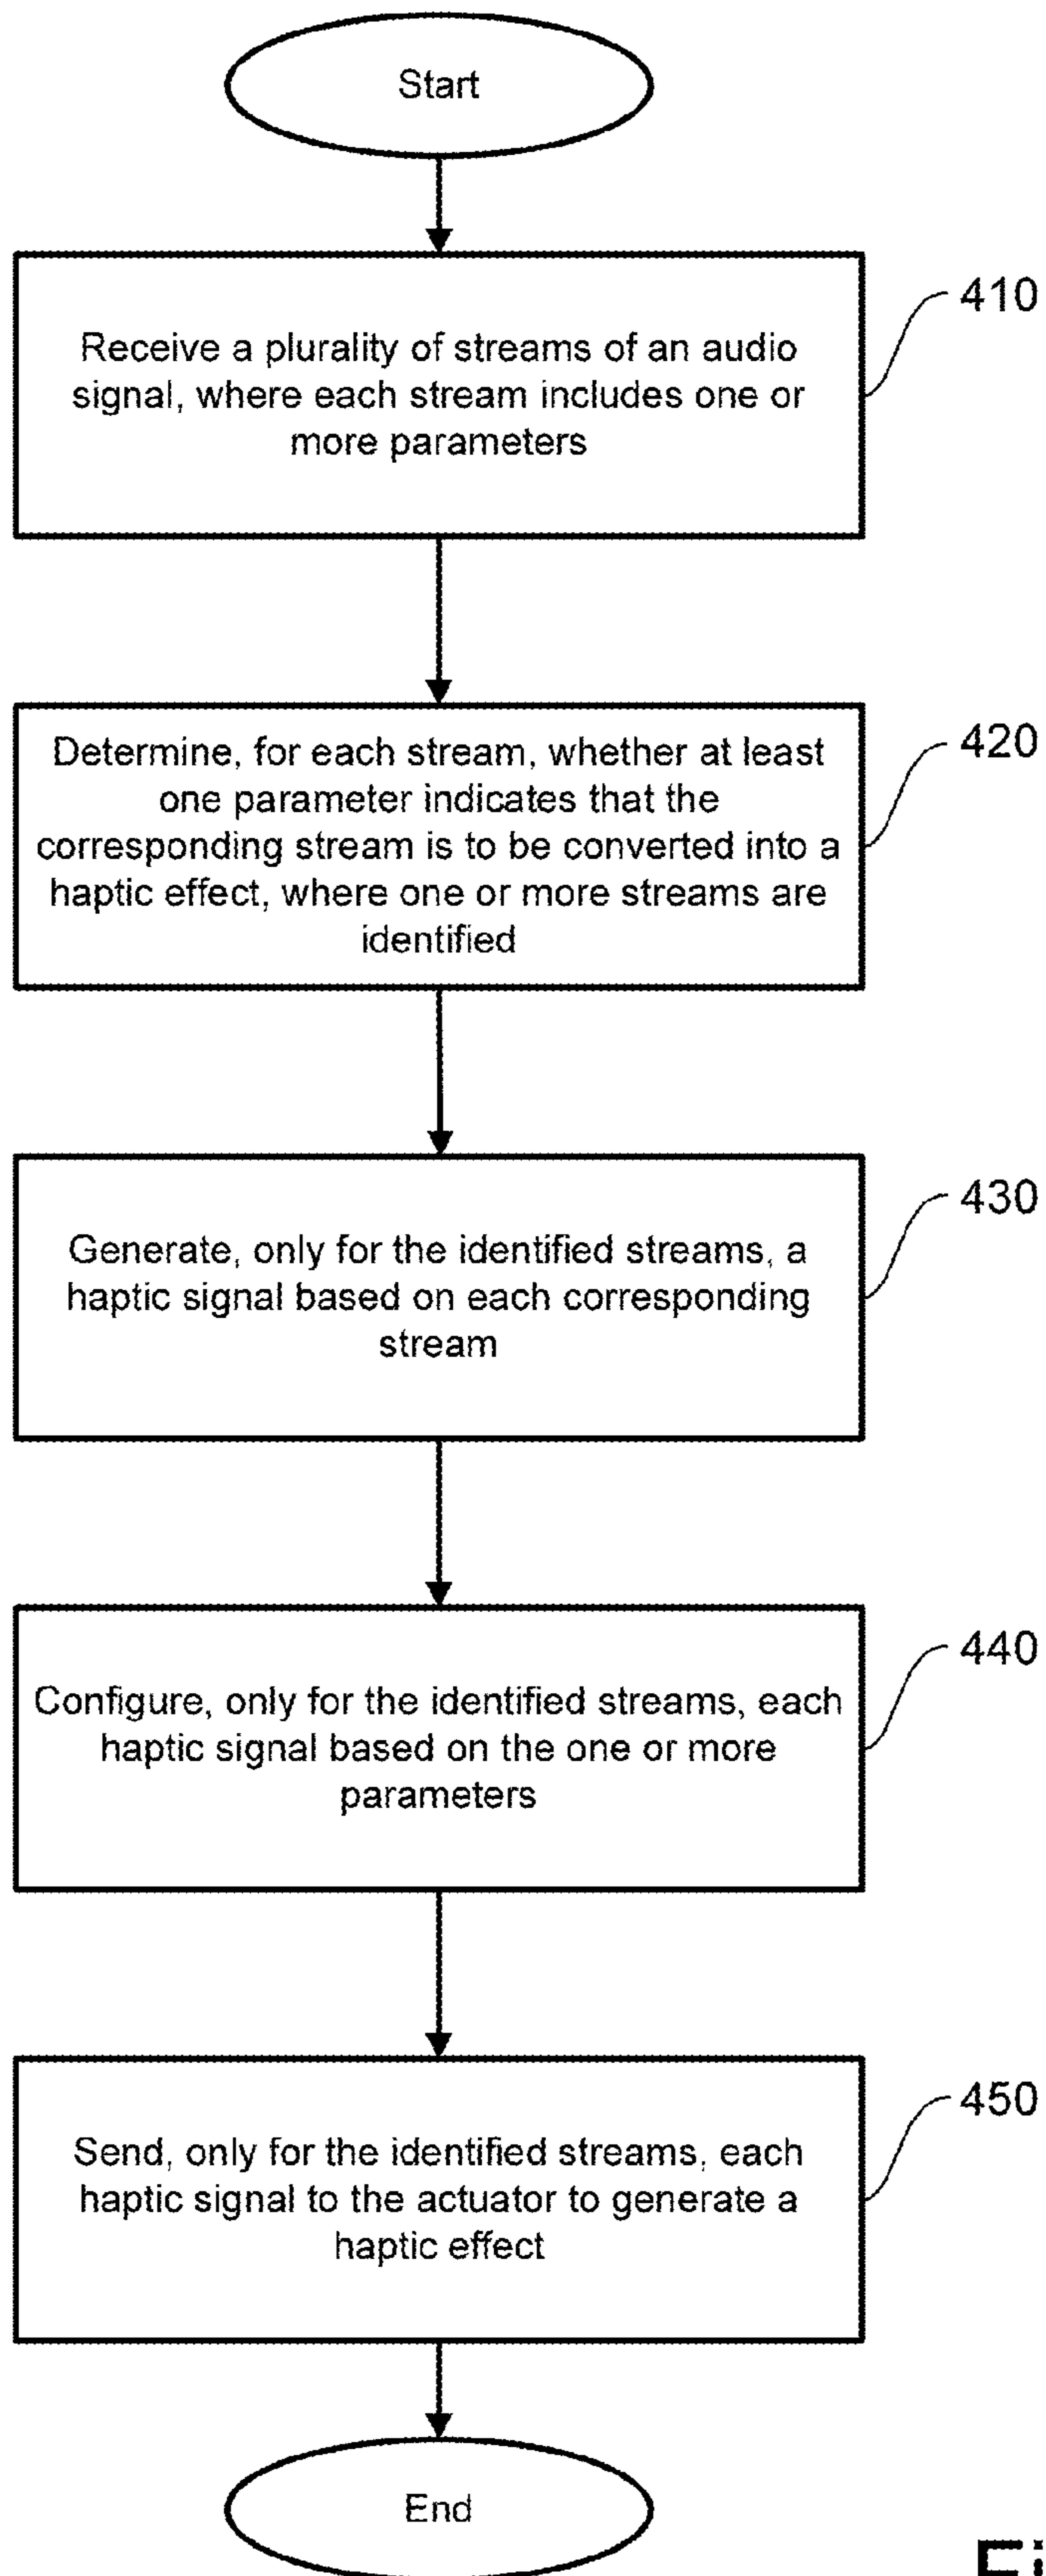 Start
410
Receive a plurality of streams of an audio
signal, where each stream includes one or
more parameters
420
Determine, for each stream, whether at least
one parameter indicates that the
corresponding stream is to be converted into a
haptic effect, where one or more streams are
identified
430
Generate, only for the identified streams, a
haptic signal based on each corresponding
stream
440
Configure, only for the identified streams, each
haptic signal based on the one or more
parameters
450
Send, only for the identified streams, each
haptic signal to the actuator to generate a
haptic effect
End